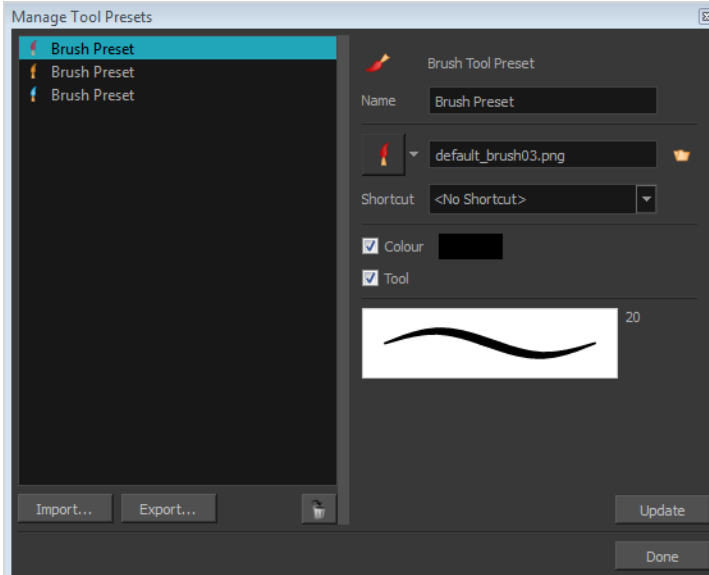 Manage Tool Presets
Brush Preset
Brush Preset
Brush Preset
Brush Tool Preset
Name Brush Preset
default_brush03.png
Shortcut <No Shortcut>
Colour
Tool
20
Import... Export...
Update
Done